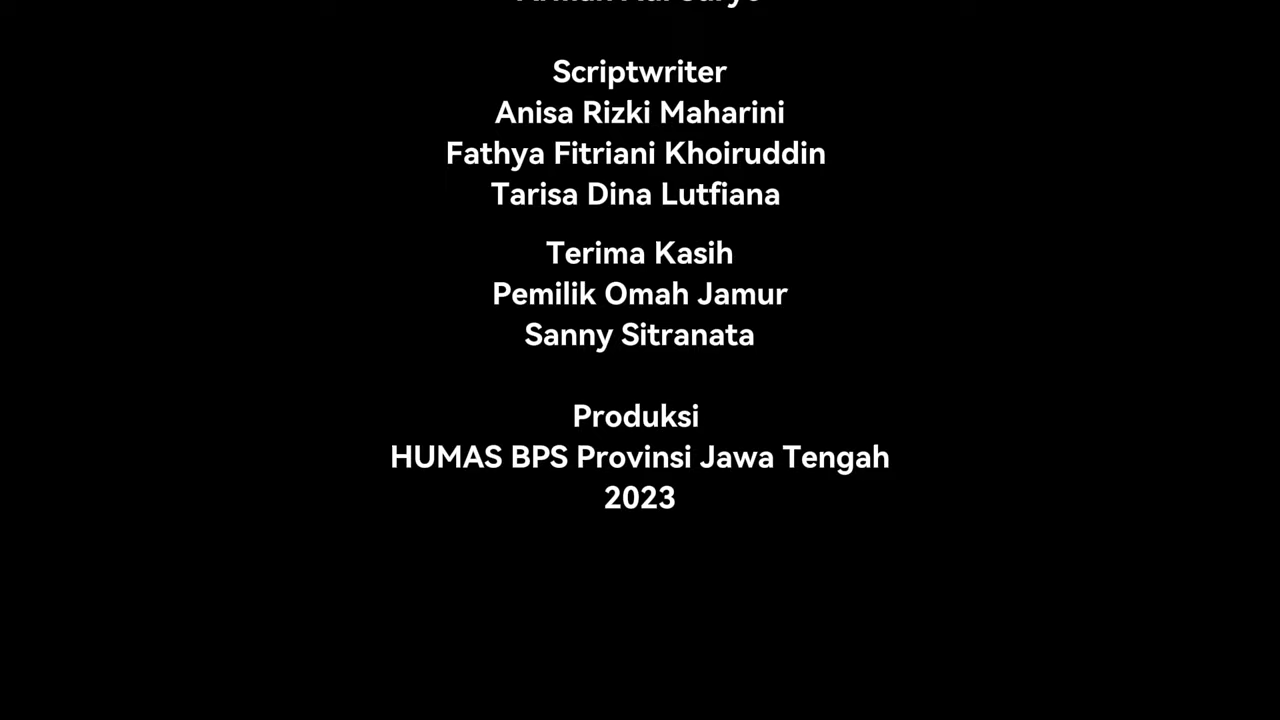 Scriptwriter
Anisa Rizki Maharini
Fathya Fitriani Khoiruddin
Tarisa Dina Lutfiana
Terima Kasih
Pemilik Omah Jamur
Sanny Sitranata
Produksi
HUMAS BPS Provinsi Jawa Tengah
2023